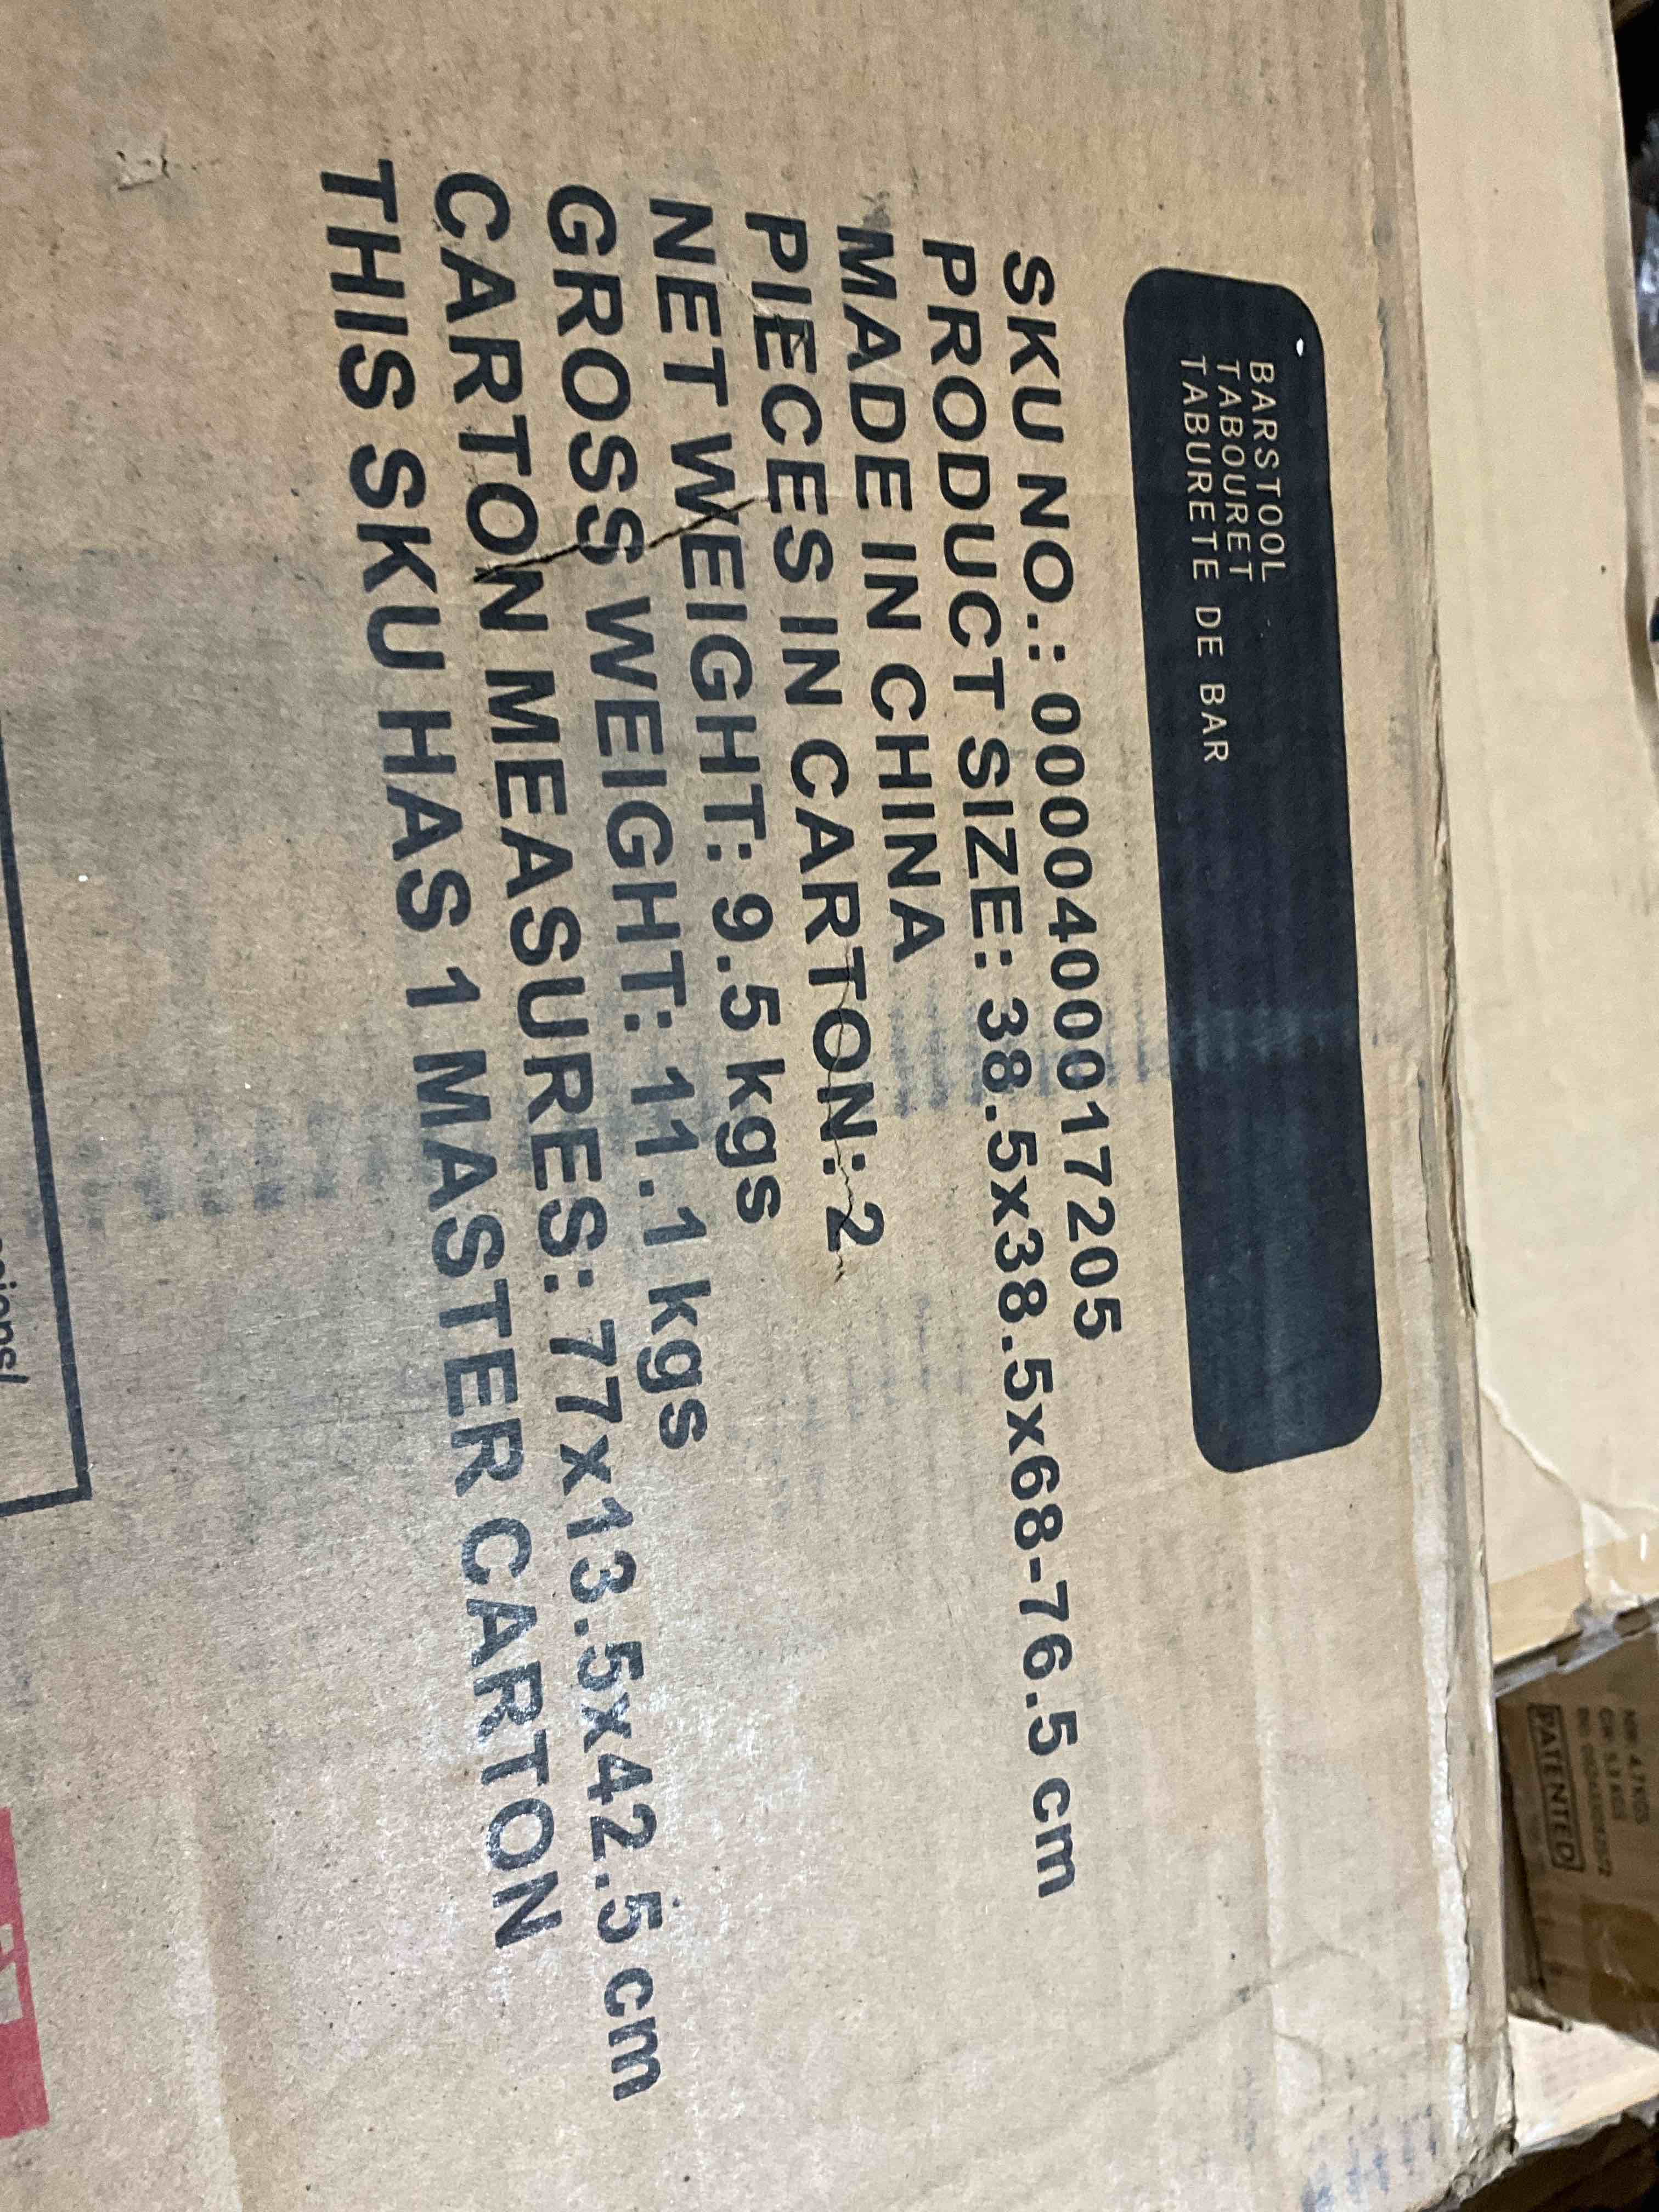 BARSTOOL
TABOURET
TABURETE DE BAR
SKU NO.: 0000400017205
PRODUCT SIZE: 38.5x38.5x68-76.5 cm
MADE IN CHINA
PIECES IN CARTON: 2
NET WEIGHT: 9.5 kgs
GROSS WEIGHT: 11.1 kgs
CARTON MEASURES: 77x13.5x42.5 cm
THIS SKU HAS 1 MASTER CARTON
PATENTED